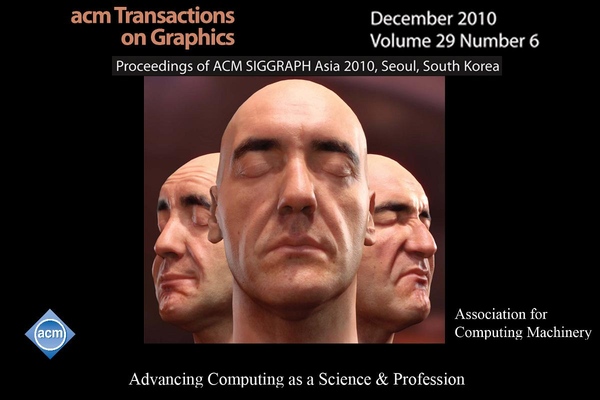 acm Transactions
on Graphics
December 2010
Volume 29 Number 6
Proceedings of ACM SIGGRAPH Asia 2010, Seoul, South Korea
acm
Association for
Computing Machinery
Advancing Computing as a Science & Profession